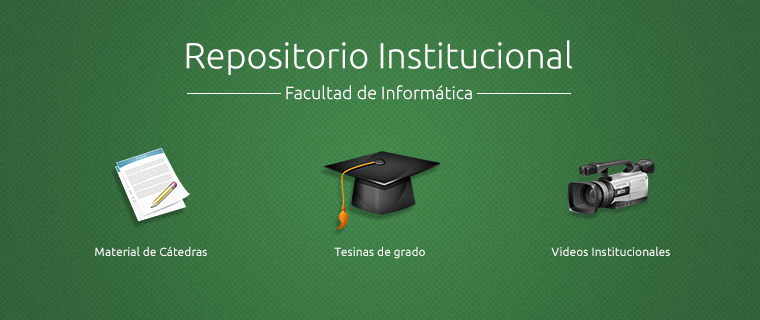 Repositorio Institucional
Facultad de Informática
Material de Cátedras
Tesinas de grado
Videos Institucionales